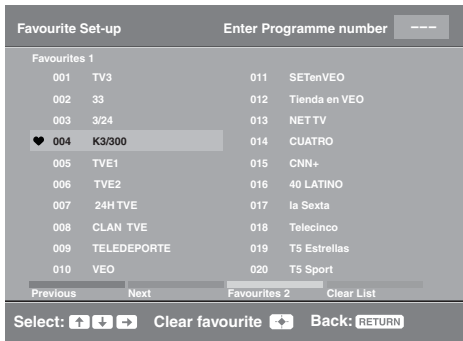 Favourite Set-up Enter Programme number ---
Favourites 1
001 TV3
002 33
003 3/24
004 K3/300
005 TVE1
006 TVE2
007 24H TVE
008 CLAN TVE
009 TELEDEPORTE
010 VEO
011 SETenVEO
012 Tienda en VEO
013 NET TV
014 CUATRO
015 CNN+
016 40 LATINO
017 la Sexta
018 Telecinco
019 T5 Estrellas
020 T5 Sport
Previous Next Favourites 2 Clear List
Select: ↑ ↓ → Clear favourite Back: RETURN